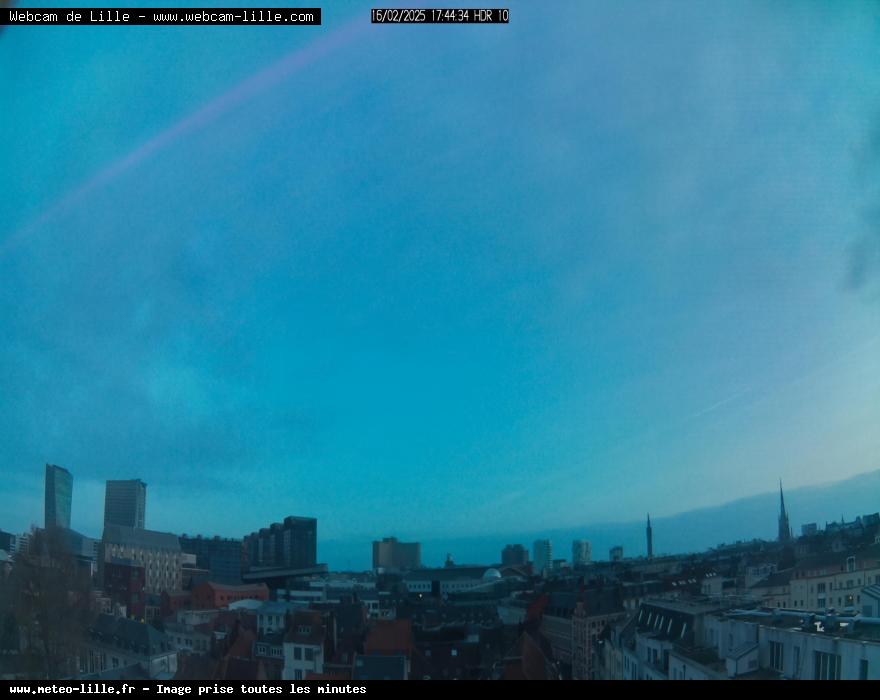 Webcam de Lille - www.webcam-lille.com
16/02/2025 17:44:34 HDR 10
www.meteo-lille.fr - Image prise toutes les minutes